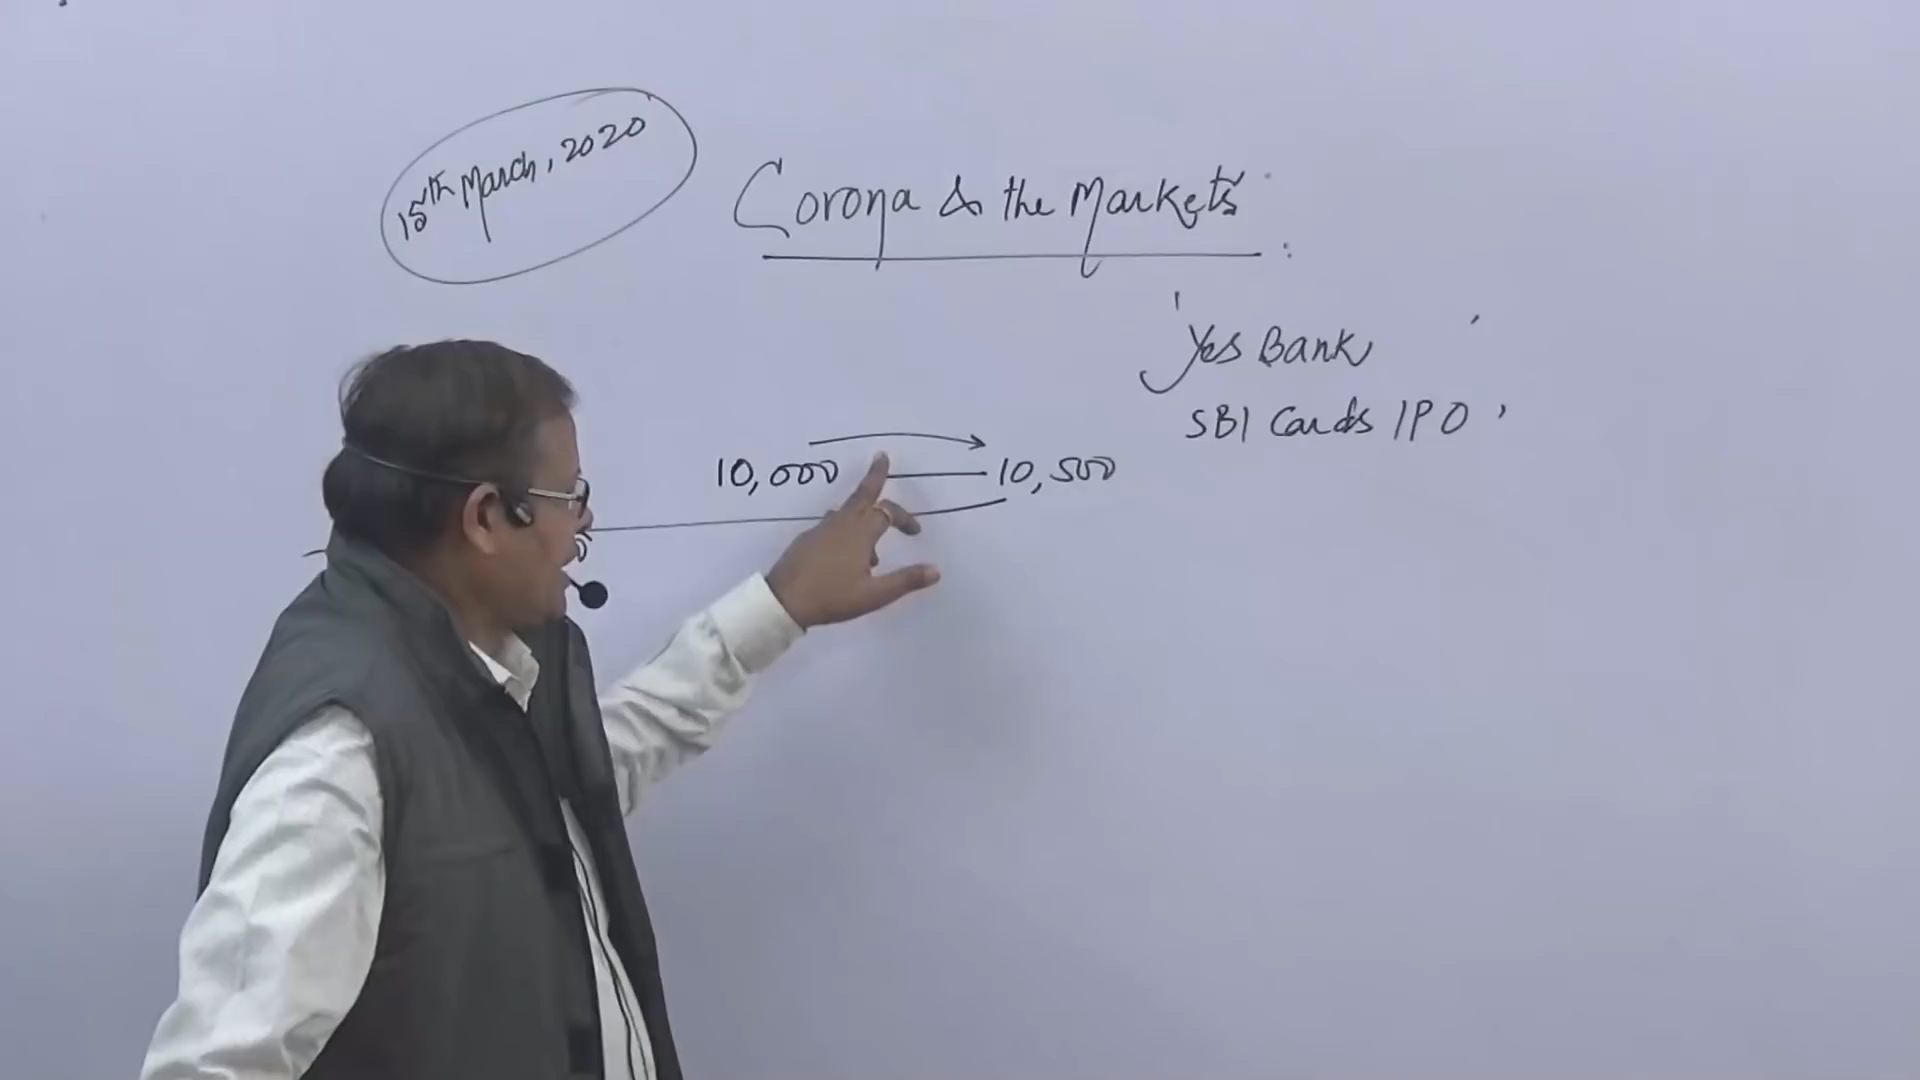 15th March, 2020
Corona & the Markets
Yes Bank
SBI Cards IPO
10,000 10,500